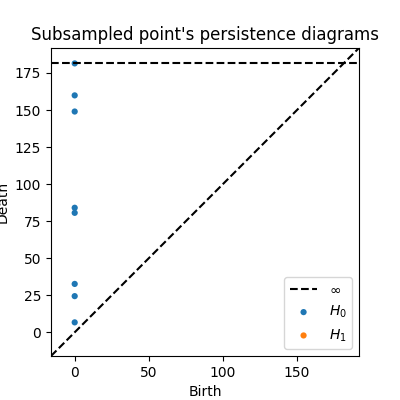 Subsampled point's persistence diagrams
175
150
125
100
75
50
25
0
Death
0 50 100 150
Birth
∞
H₀
H₁